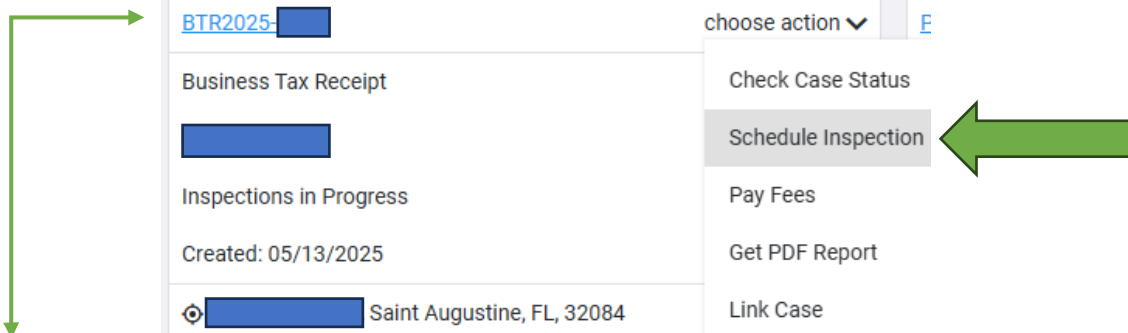 BTR2025-
choose action
Business Tax Receipt
Check Case Status
Schedule Inspection
Inspections in Progress
Pay Fees
Created: 05/13/2025
Get PDF Report
Saint Augustine, FL, 32084
Link Case